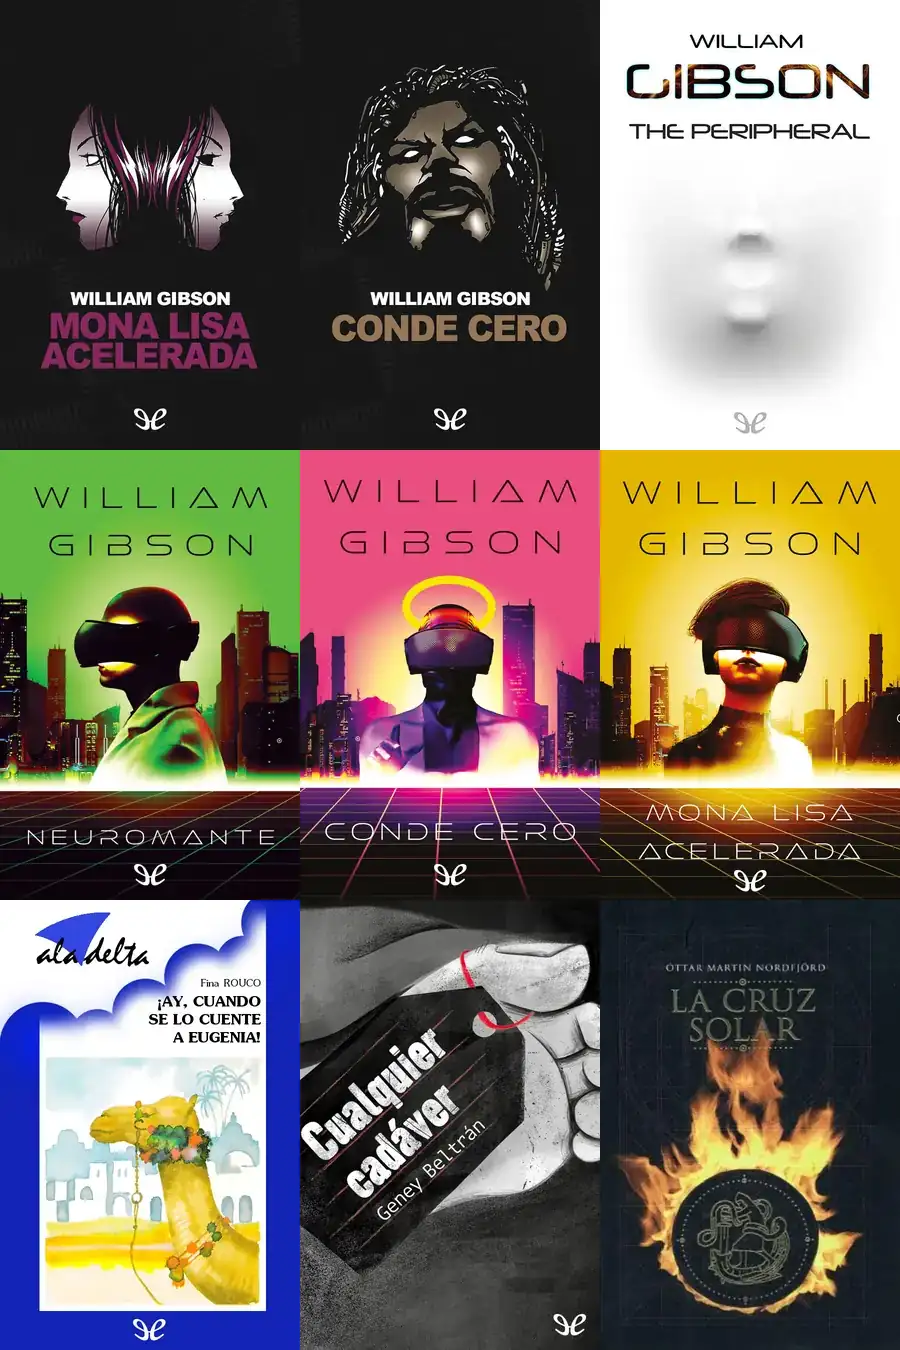 WILLIAM GIBSON
MONA LISA
ACELERADA
WILLIAM GIBSON
CONDE CERO
WILLIAM
GIBSON
THE PERIPHERAL
WILLIAM
GIBSON
NEUROMANTE
WILLIAM
GIBSON
CONDE CERO
WILLIAM
GIBSON
MONA LISA
ACELERADA
ala delta
Fina ROUCO
¡AY, CUANDO
SE LO CUENTE
A EUGENIA!
Cualquier
cadáver
Geney Beltrán
ÓTTAR MARTIN NORDFJÖRD
LA CRUZ
SOLAR